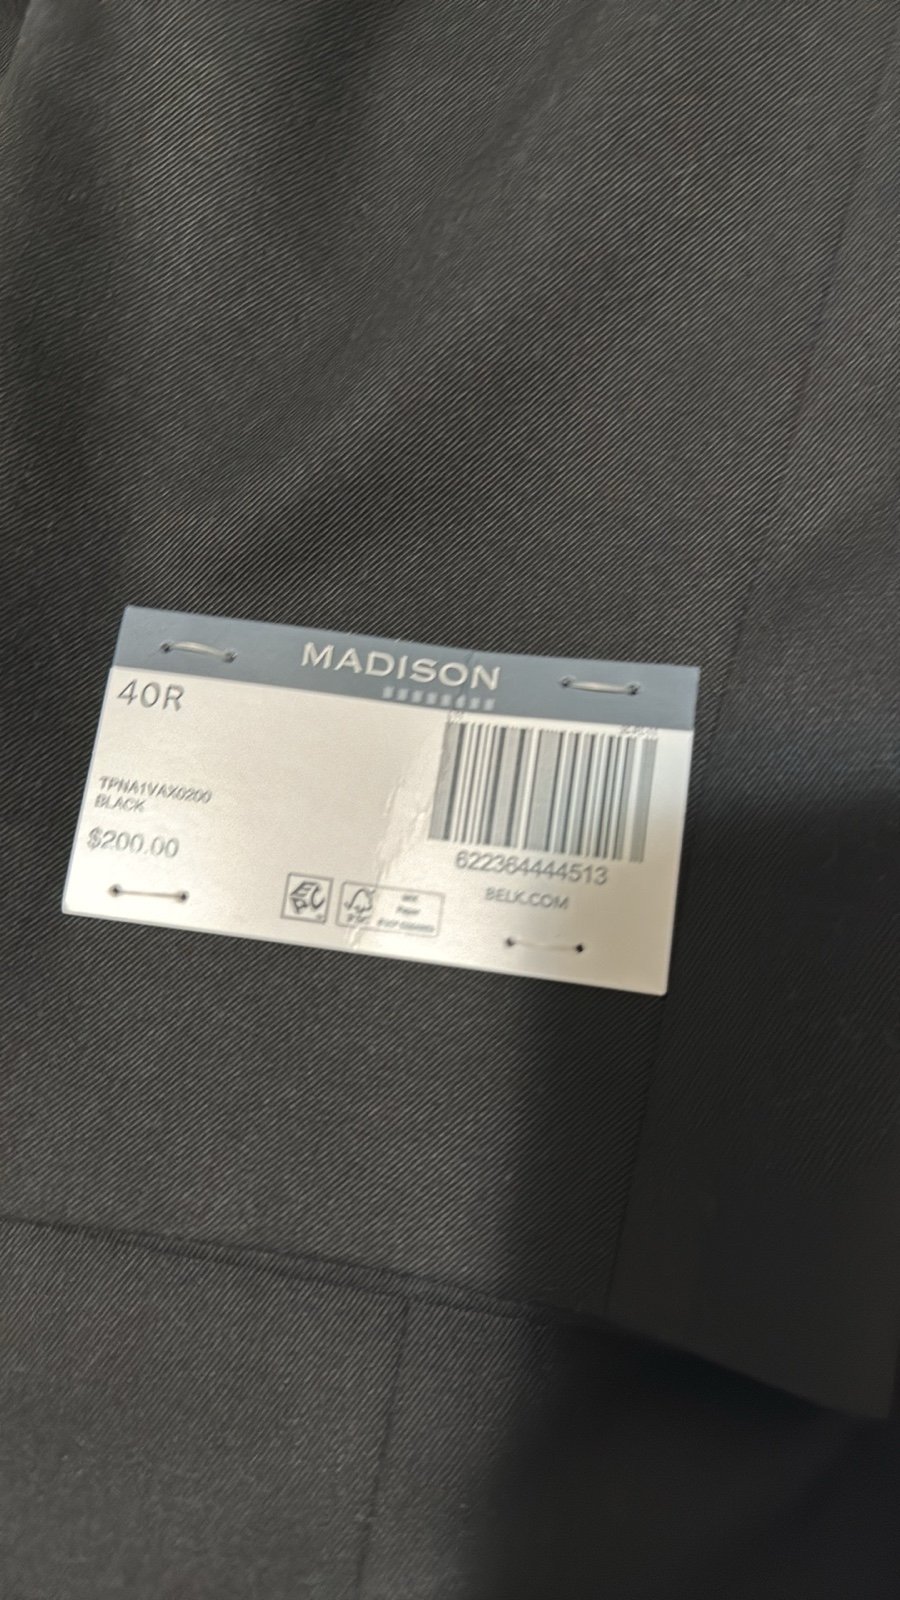 MADISON
40R
TPNA1VAX0200
BLACK
$200.00
622364444513
BELK.COM